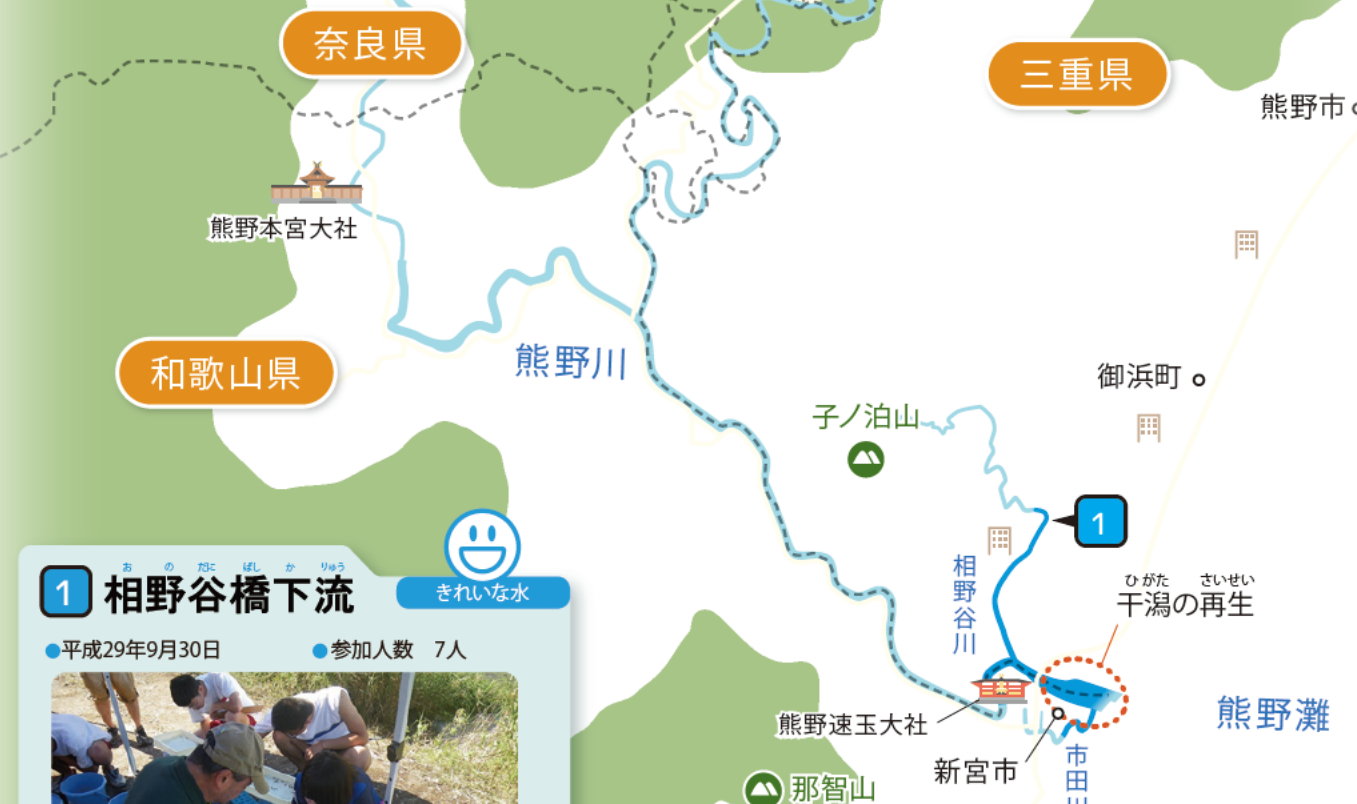 奈良県
三重県
熊野市
熊野本宮大社
和歌山県
熊野川
御浜町
子ノ泊山
1
相野谷川
ひがた さいせい
干潟の再生
熊野灘
熊野速玉大社
新宮市
市田川
那智山
1
お の だに ばし か りゅう
相野谷橋下流
きれいな水
●平成29年9月30日 ●参加人数 7人